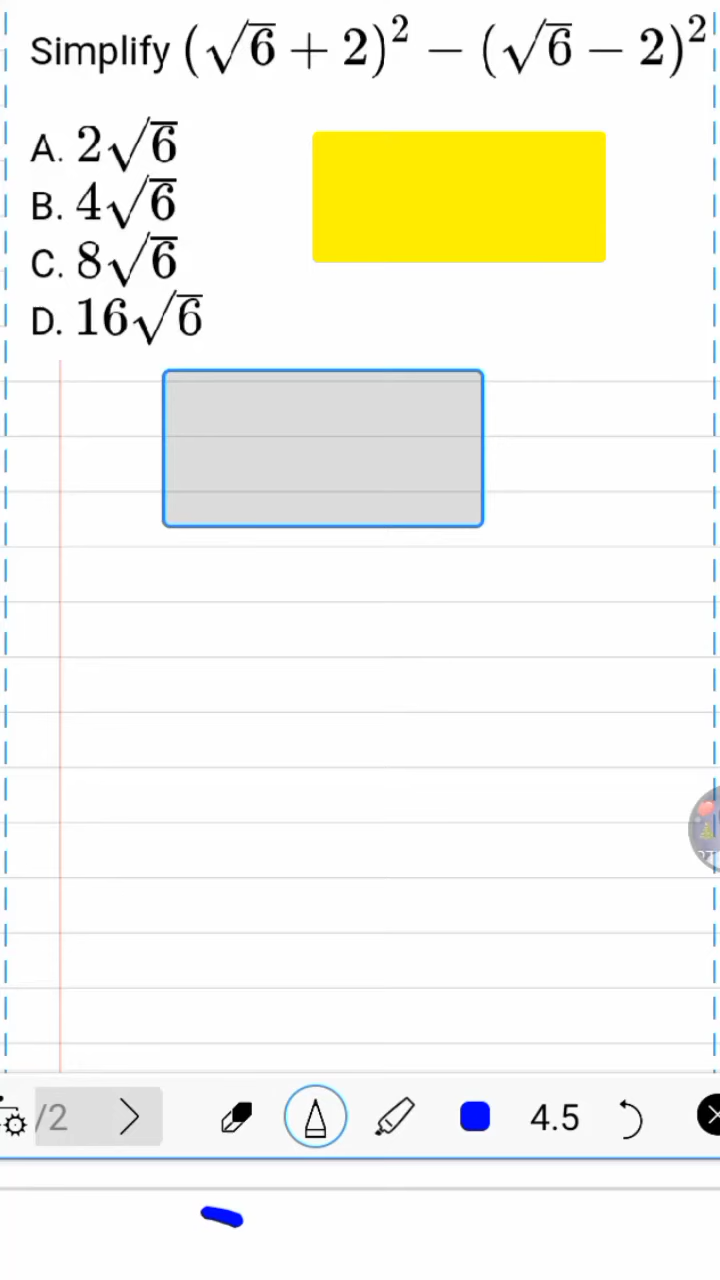 Simplify (√6 + 2)² − (√6 − 2)²
A. 2√6
B. 4√6
C. 8√6
D. 16√6
/2
4.5